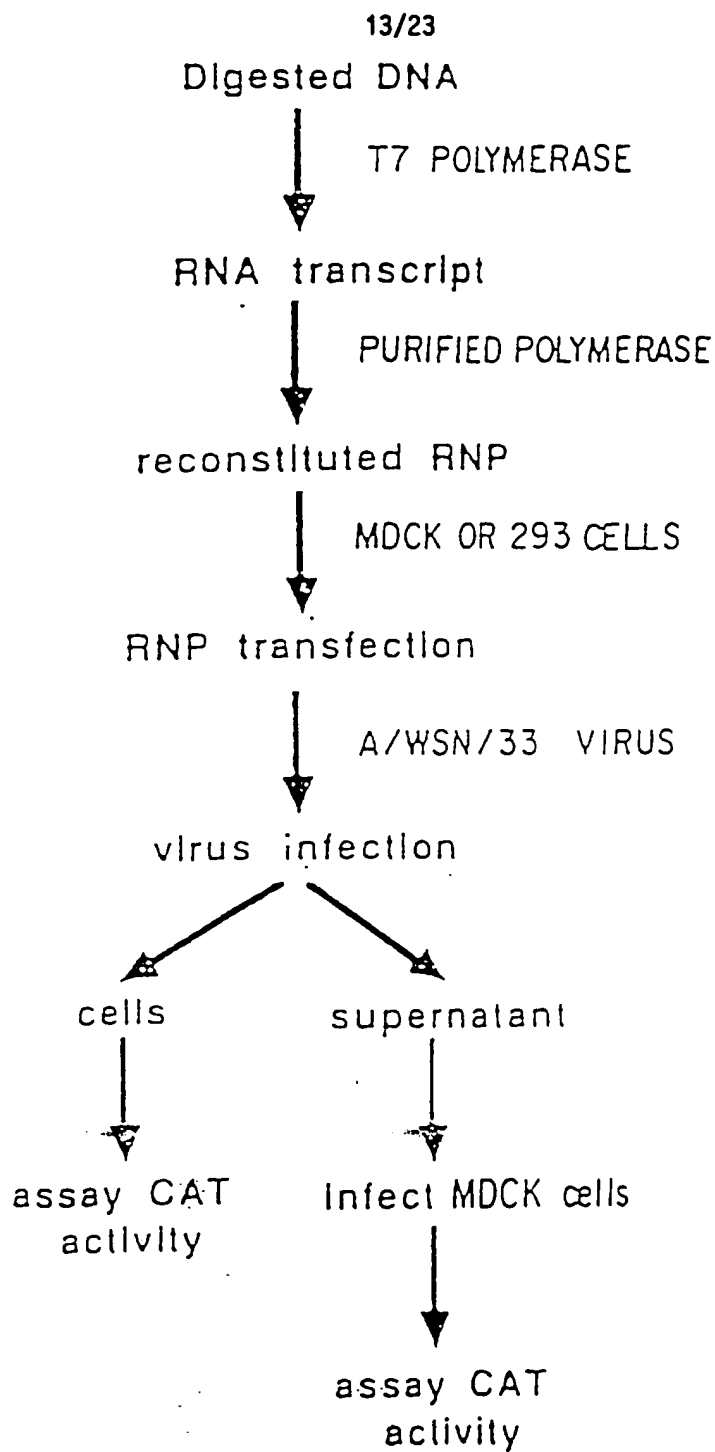 13/23
Digested DNA
T7 POLYMERASE
RNA transcript
PURIFIED POLYMERASE
reconstituted RNP
MDCK OR 293 CELLS
RNP transfection
A/WSN/33 VIRUS
virus infection
cells supernatant
assay CAT activity
Infect MDCK cells
assay CAT
activity